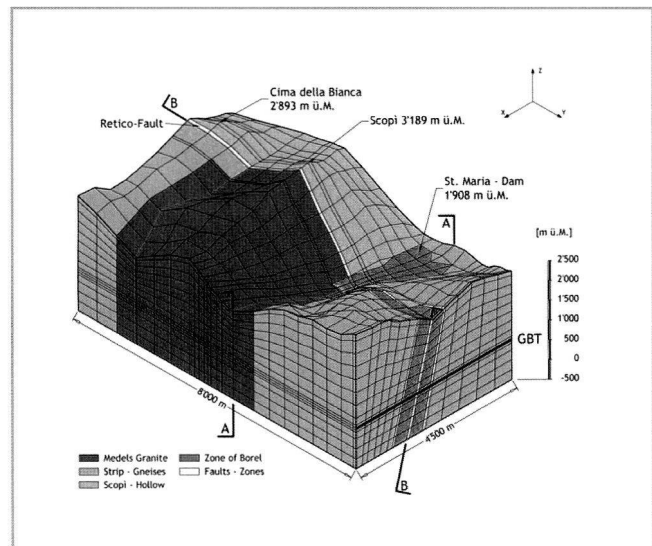 B
Cima della Bianca
2'893 m ü.M.
Retico-Fault
Scopì 3'189 m ü.M.
Z
X
Y
St. Maria - Dam
1'908 m ü.M.
A
[m ü.M.]
2'500
2'000
1'500
1'000
500
0
-500
GBT
8'000 m
4'500 m
A
B
Medels Granite
Strip - Gneises
Scopì - Hollow
Zone of Borel
Faults - Zones